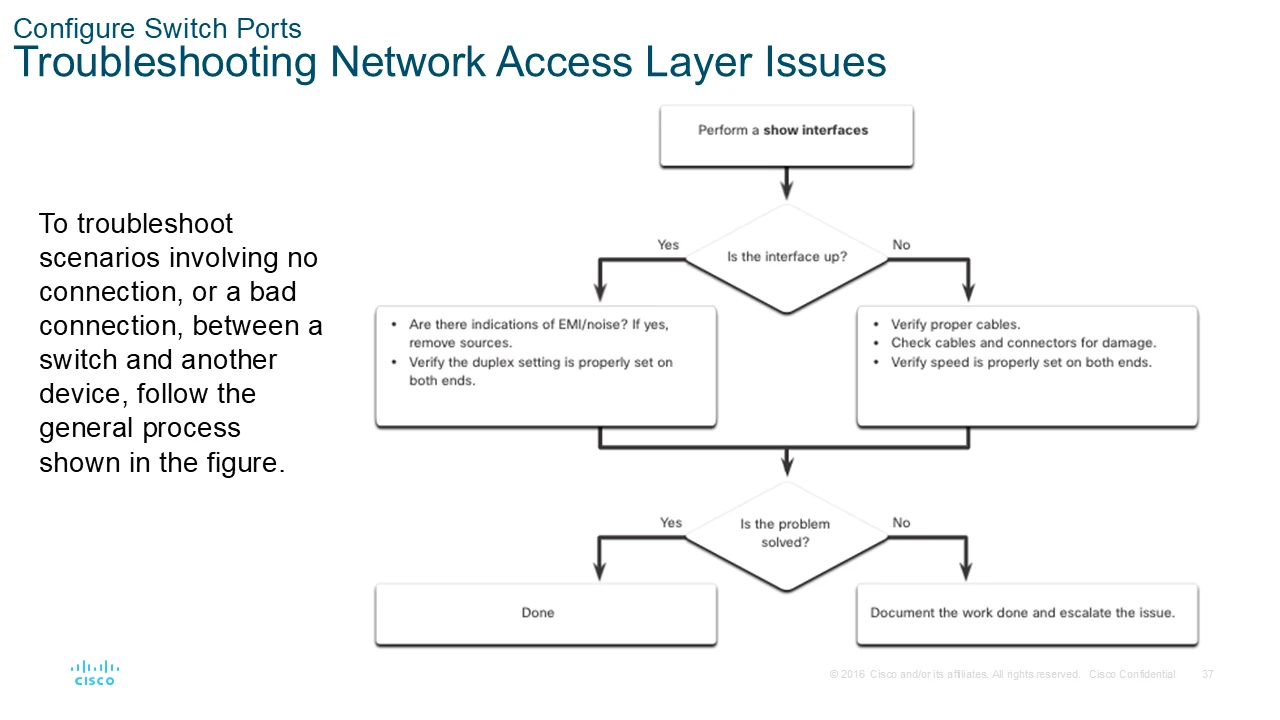 Configure Switch Ports
Troubleshooting Network Access Layer Issues
To troubleshoot
scenarios involving no
connection, or a bad
connection, between a
switch and another
device, follow the
general process
shown in the figure.
Perform a show interfaces
Is the interface up?
Yes
No
• Are there indications of EMI/noise? If yes,
remove sources.
• Verify the duplex setting is properly set on
both ends.
• Verify proper cables.
• Check cables and connectors for damage.
• Verify speed is properly set on both ends.
Is the problem
solved?
Yes
No
Done
Document the work done and escalate the issue.
CISCO
© 2016 Cisco and/or its affiliates. All rights reserved. Cisco Confidential
37